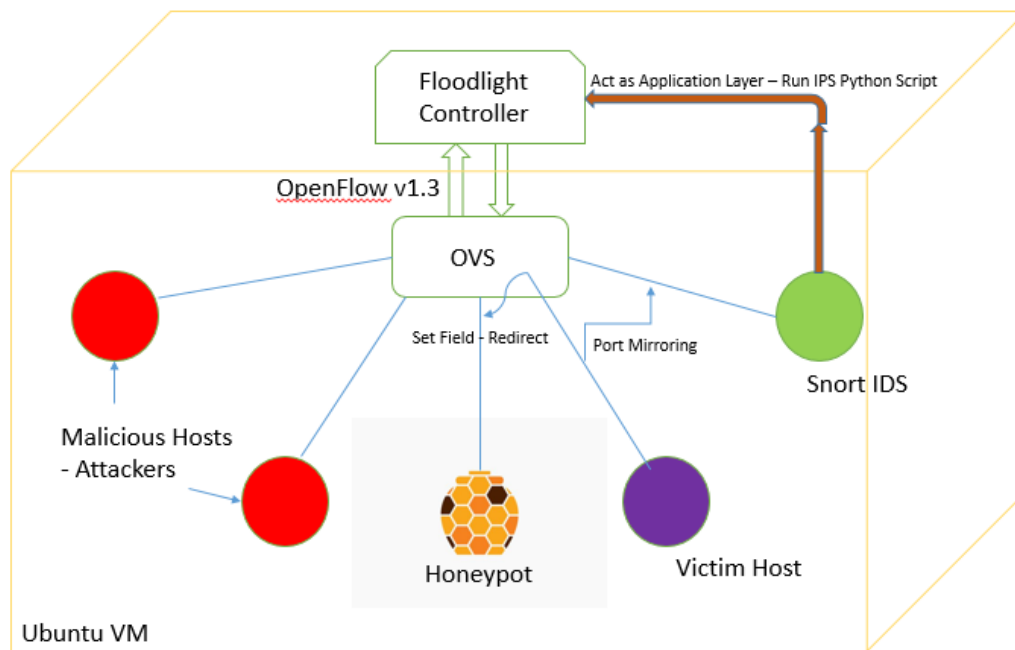 Floodlight
Controller
Act as Application Layer – Run IPS Python Script
OpenFlow v1.3
OVS
Set Field - Redirect
Port Mirroring
Snort IDS
Malicious Hosts
- Attackers
Honeypot
Victim Host
Ubuntu VM